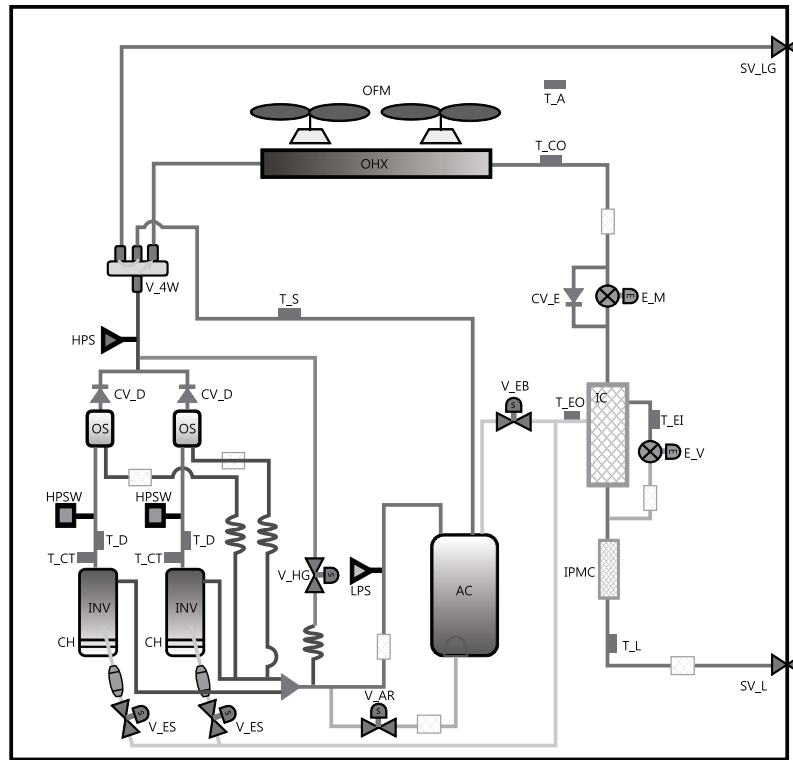 SV_LG
OFM
T_A
T_CO
OHX
V_4W
T_S
CV_E
E
E_M
HPS
CV_D
CV_D
V_EB
S
T_EO
IC
T_EI
OS
OS
E
E_V
HPSW
HPSW
T_D
T_D
T_CT
T_CT
V_HG
S
LPS
AC
IPMC
INV
INV
CH
CH
T_L
SV_L
V_AR
S
S
V_ES
S
V_ES